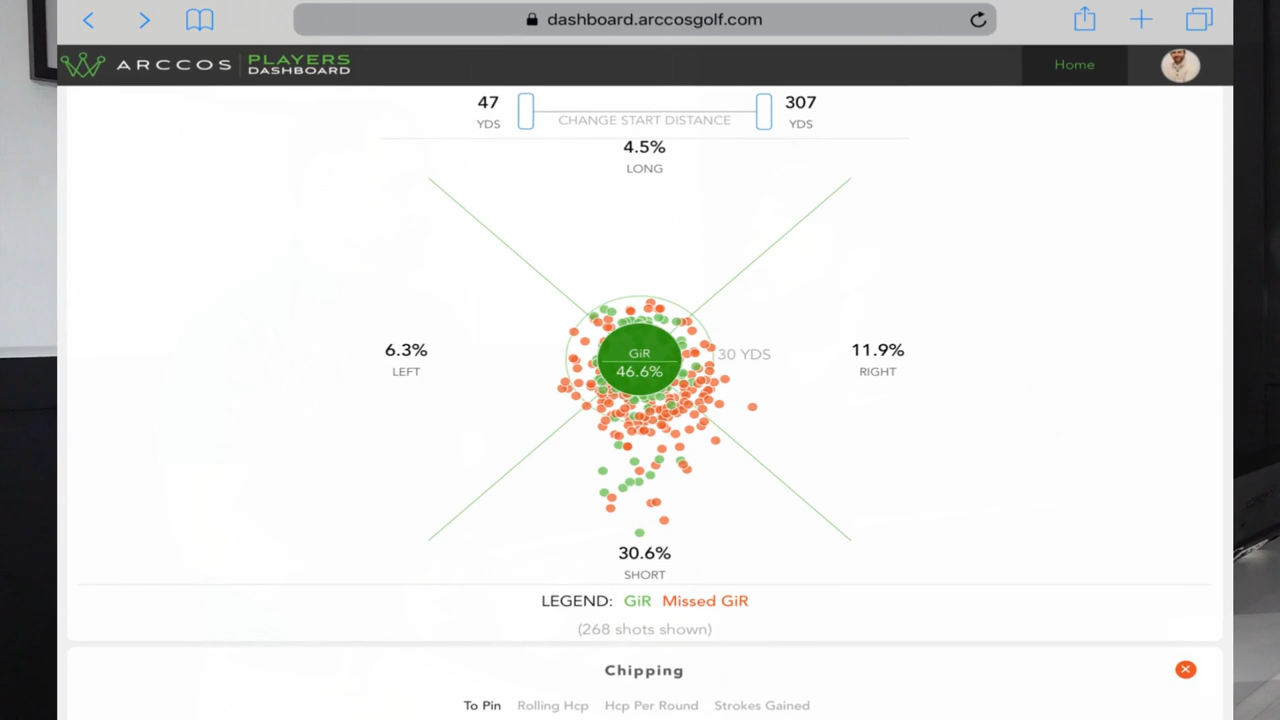 dashboard.arccosgolf.com
ARCCOS PLAYERS DASHBOARD Home
47 307
YDS CHANGE START DISTANCE YDS
4.5%
LONG
6.3% GiR 30 YDS 11.9%
LEFT 46.6% RIGHT
30.6%
SHORT
LEGEND: GiR Missed GiR
(268 shots shown)
Chipping
To Pin Rolling Hcp Hcp Per Round Strokes Gained